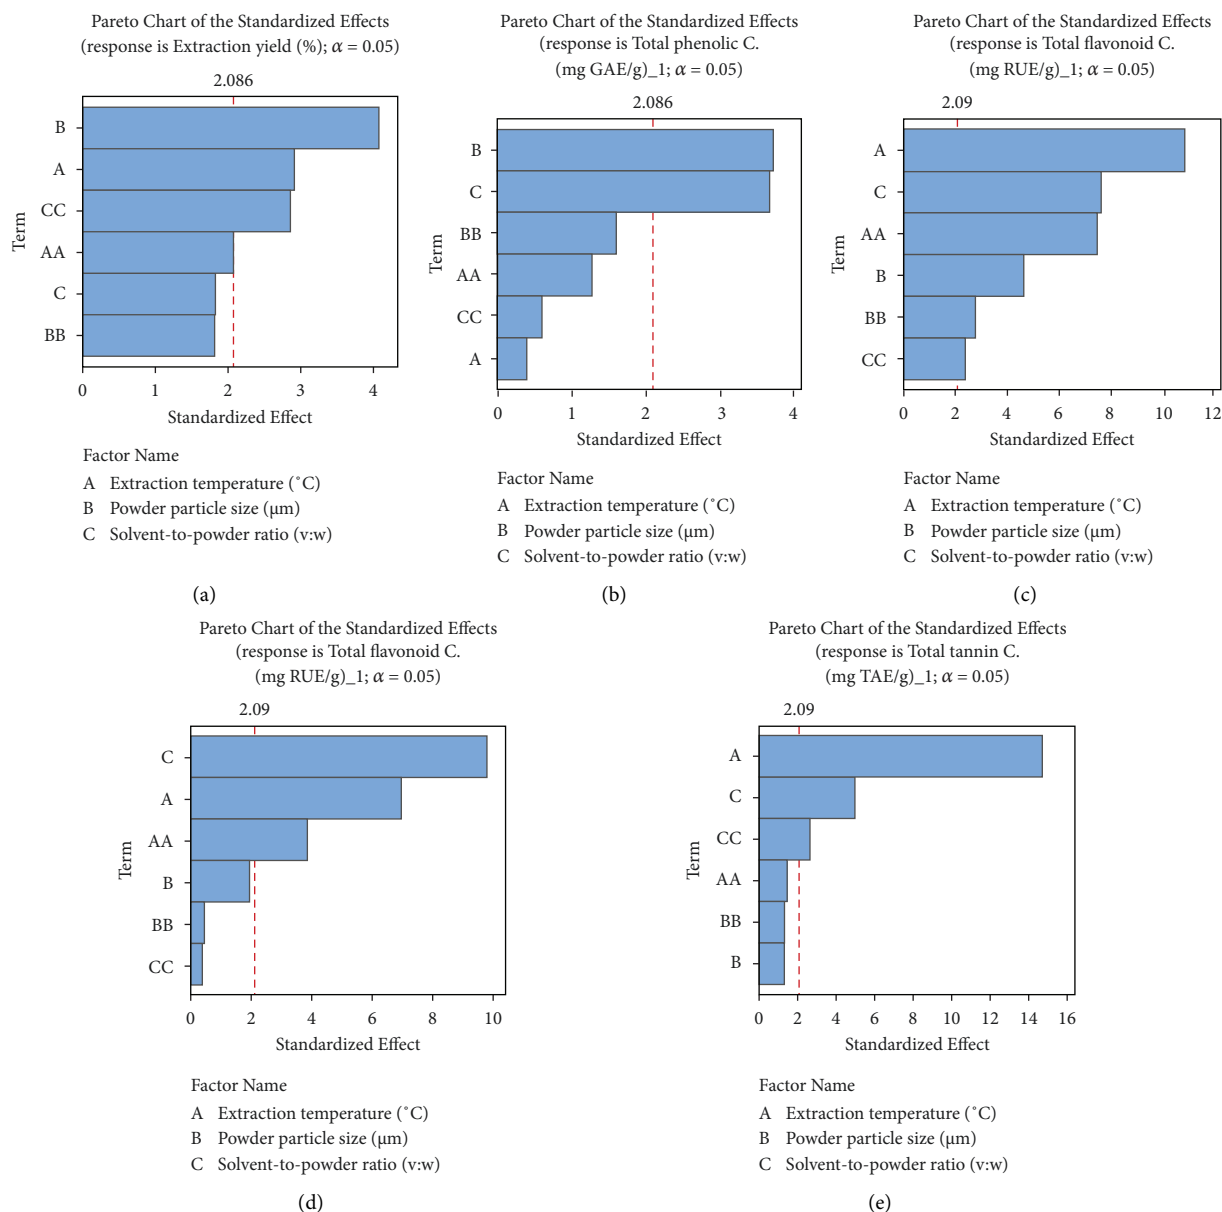 Pareto Chart of the Standardized Effects
(response is Extraction yield (%); α = 0.05)
2.086
Term
B
A
CC
AA
C
BB
0 1 2 3 4
Standardized Effect
Factor Name
A Extraction temperature (˚C)
B Powder particle size (μm)
C Solvent-to-powder ratio (v:w)
(a)
Pareto Chart of the Standardized Effects
(response is Total phenolic C.
(mg GAE/g)_1; α = 0.05)
2.086
Term
B
C
BB
AA
CC
A
0 1 2 3 4
Standardized Effect
Factor Name
A Extraction temperature (˚C)
B Powder particle size (μm)
C Solvent-to-powder ratio (v:w)
(b)
Pareto Chart of the Standardized Effects
(response is Total flavonoid C.
(mg RUE/g)_1; α = 0.05)
2.09
Term
A
C
AA
B
BB
CC
0 2 4 6 8 10 12
Standardized Effect
Factor Name
A Extraction temperature (˚C)
B Powder particle size (μm)
C Solvent-to-powder ratio (v:w)
(c)
Pareto Chart of the Standardized Effects
(response is Total flavonoid C.
(mg RUE/g)_1; α = 0.05)
2.09
Term
C
A
AA
B
BB
CC
0 2 4 6 8 10
Standardized Effect
Factor Name
A Extraction temperature (˚C)
B Powder particle size (μm)
C Solvent-to-powder ratio (v:w)
(d)
Pareto Chart of the Standardized Effects
(response is Total tannin C.
(mg TAE/g)_1; α = 0.05)
2.09
Term
A
C
CC
AA
BB
B
0 2 4 6 8 10 12 14 16
Standardized Effect
Factor Name
A Extraction temperature (˚C)
B Powder particle size (μm)
C Solvent-to-powder ratio (v:w)
(e)